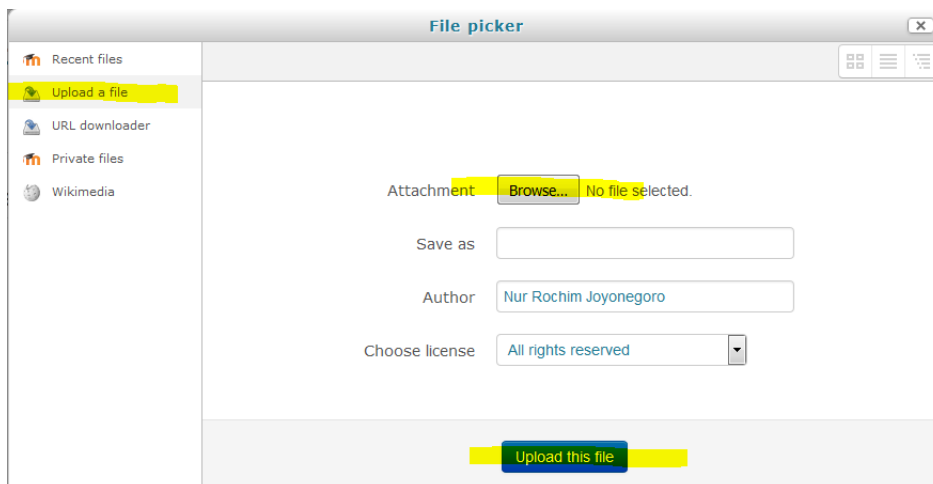 File picker
Recent files
Upload a file
URL downloader
Private files
Wikimedia
Attachment Browse... No file selected.
Save as
Author Nur Rochim Joyonegoro
Choose license All rights reserved
Upload this file